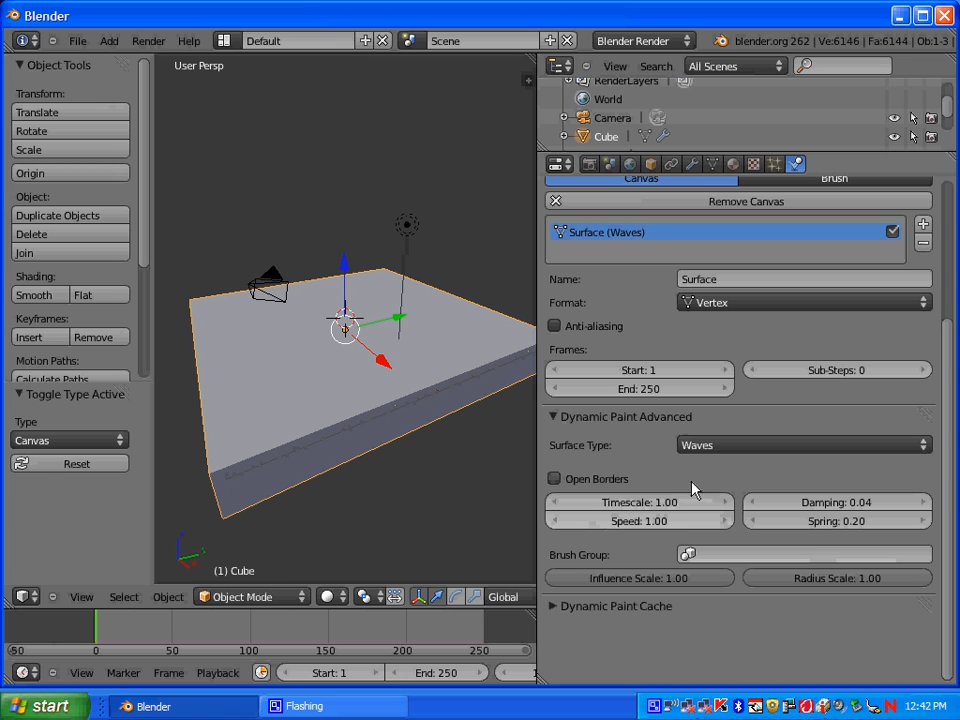 Blender
File Add Render Help Default Scene Blender Render blender.org 262 | Ve:6146 | Fa:6144 | Ob:1-3 |
Object Tools
Transform:
Translate
Rotate
Scale
Origin
Object:
Duplicate Objects
Delete
Join
Shading:
Smooth Flat
Keyframes:
Insert Remove
Motion Paths:
Calculate Paths
Toggle Type Active
Type
Canvas
Reset
User Persp
(1) Cube
View Select Object Object Mode Global
-50 0 50 100 150 200 250
View Marker Frame Playback Start: 1 End: 250 1
View Search All Scenes
RenderLayers
World
Camera
Cube
Canvas Brush
Remove Canvas
Surface (Waves)
Name: Surface
Format: Vertex
Anti-aliasing
Frames:
Start: 1 Sub-Steps: 0
End: 250
Dynamic Paint Advanced
Surface Type: Waves
Open Borders
Timescale: 1.00 Damping: 0.04
Speed: 1.00 Spring: 0.20
Brush Group:
Influence Scale: 1.00 Radius Scale: 1.00
Dynamic Paint Cache
start Blender Flashing 12:42 PM